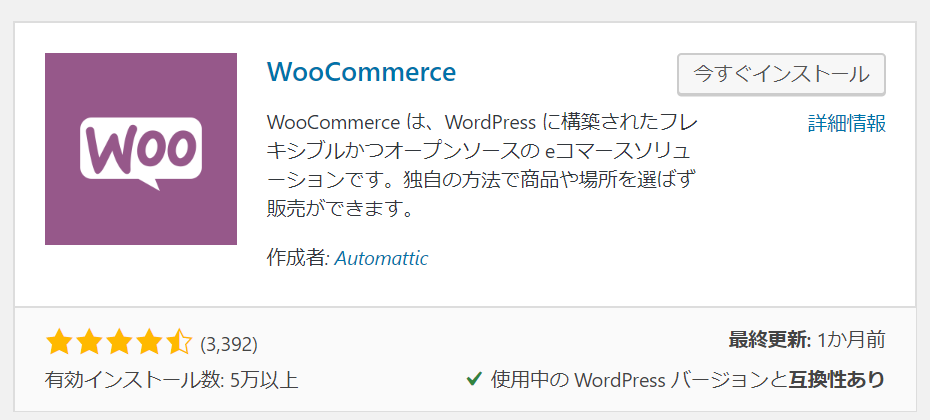 WOO
WooCommerce
今すぐインストール
詳細情報
WooCommerce は、WordPress に構築されたフレ
キシブルかつオープンソースの eコマースソリュ
ーションです。独自の方法で商品や場所を選ばず
販売ができます。
作成者: Automattic
(3,392)
最終更新: 1か月前
有効インストール数: 5万以上
使用中の WordPress バージョンと互換性あり